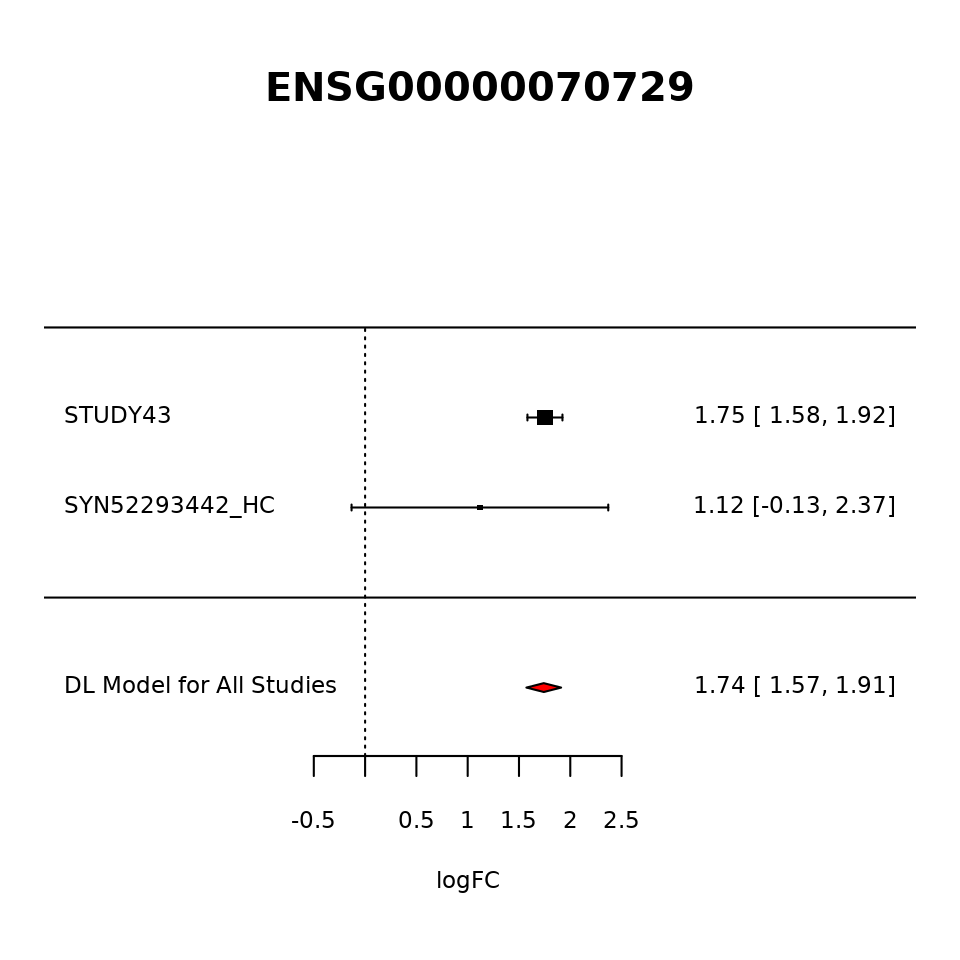 ENSG00000070729
STUDY43 1.75 [ 1.58, 1.92]
SYN52293442_HC 1.12 [-0.13, 2.37]
DL Model for All Studies 1.74 [ 1.57, 1.91]
-0.5 0.5 1 1.5 2 2.5
logFC